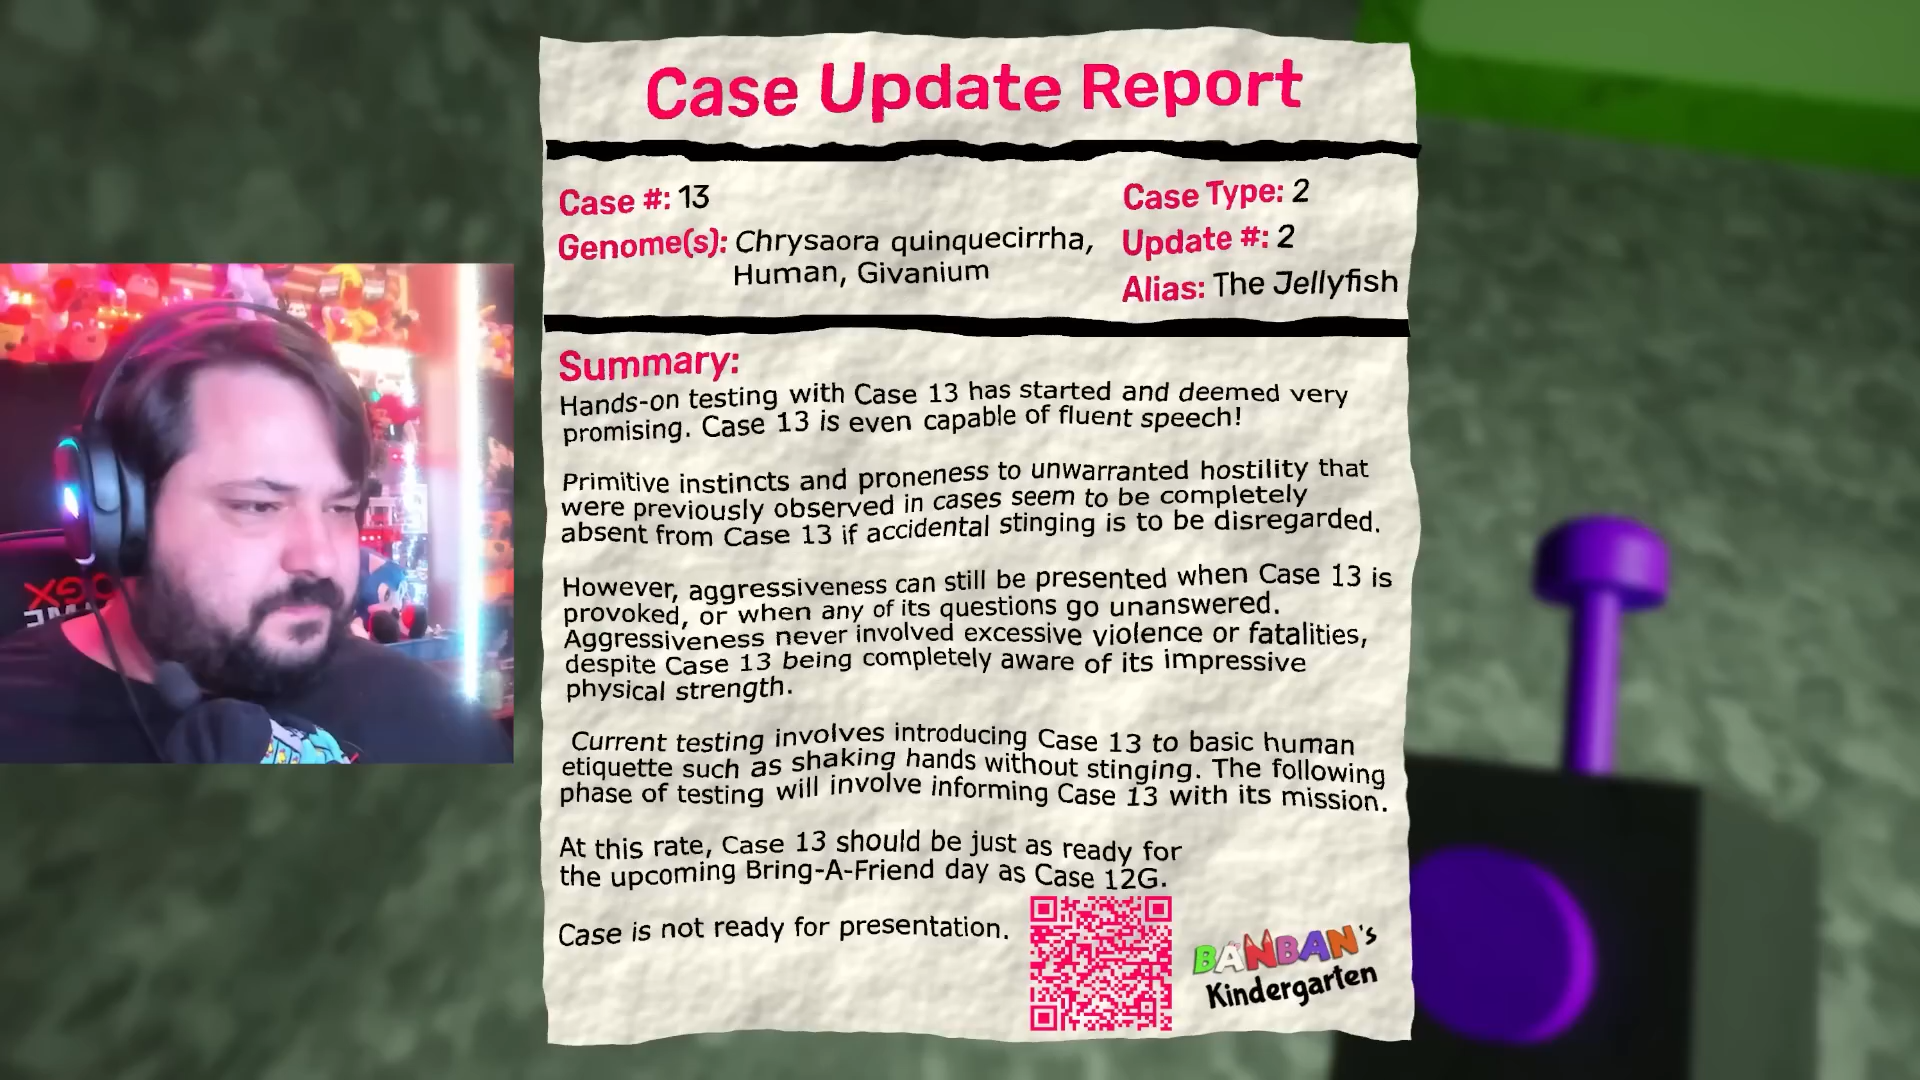 Case Update Report
Case #: 13
Case Type: 2
Genome(s): Chrysaora quinquecirrha,
Human, Givanium
Update #: 2
Alias: The Jellyfish
Summary:
Hands-on testing with Case 13 has started and deemed very
promising. Case 13 is even capable of fluent speech!
Primitive instincts and proneness to unwarranted hostility that
were previously observed in cases seem to be completely
absent from Case 13 if accidental stinging is to be disregarded.
However, aggressiveness can still be presented when Case 13 is
provoked, or when any of its questions go unanswered.
Aggressiveness never involved excessive violence or fatalities,
despite Case 13 being completely aware of its impressive
physical strength.
Current testing involves introducing Case 13 to basic human
etiquette such as shaking hands without stinging. The following
phase of testing will involve informing Case 13 with its mission.
At this rate, Case 13 should be just as ready for
the upcoming Bring-A-Friend day as Case 12G.
Case is not ready for presentation.
BANBAN's
Kindergarten